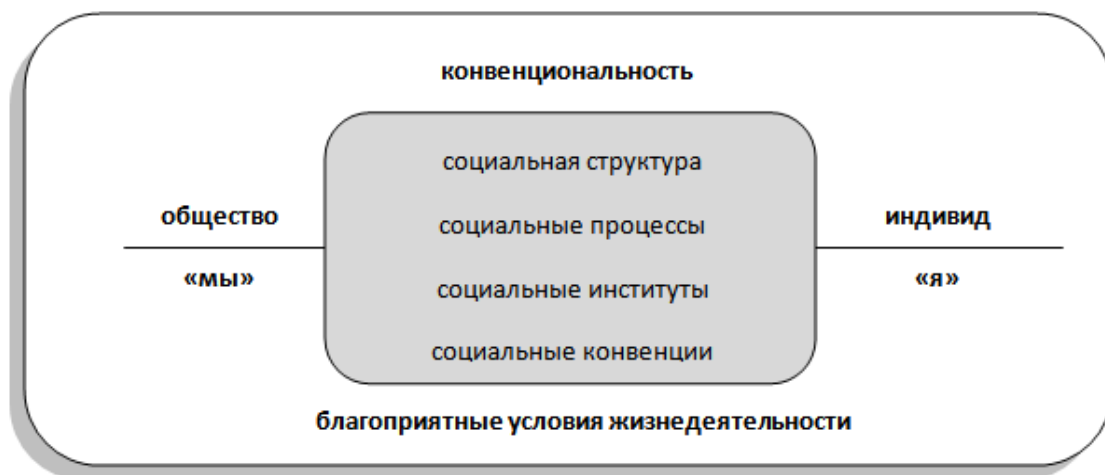 конвенциональность
социальная структура
общество
социальные процессы
индивид
«мы»
социальные институты
«я»
социальные конвенции
благоприятные условия жизнедеятельности